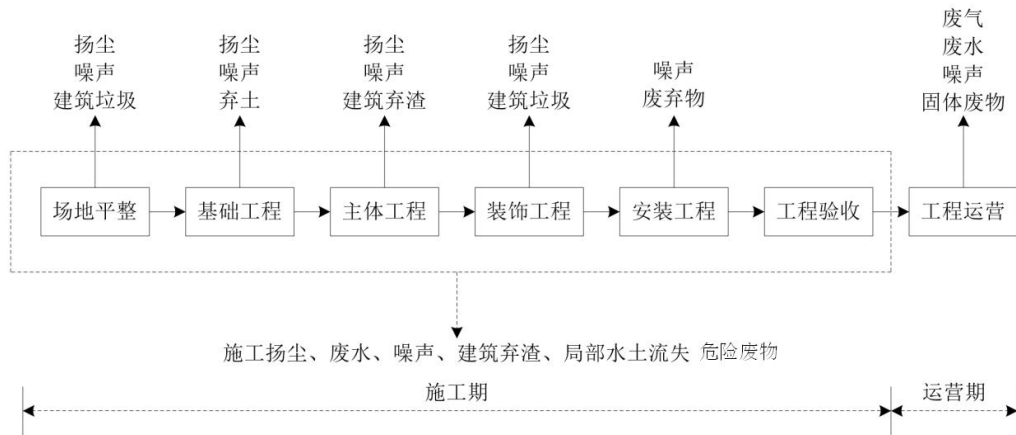 扬尘
噪声
建筑垃圾
扬尘
噪声
弃土
扬尘
噪声
建筑弃渣
扬尘
噪声
建筑垃圾
噪声
废弃物
废气
废水
噪声
固体废物
场地平整
基础工程
主体工程
装饰工程
安装工程
工程验收
工程运营
施工扬尘、废水、噪声、建筑弃渣、局部水土流失 危险废物
施工期
运营期